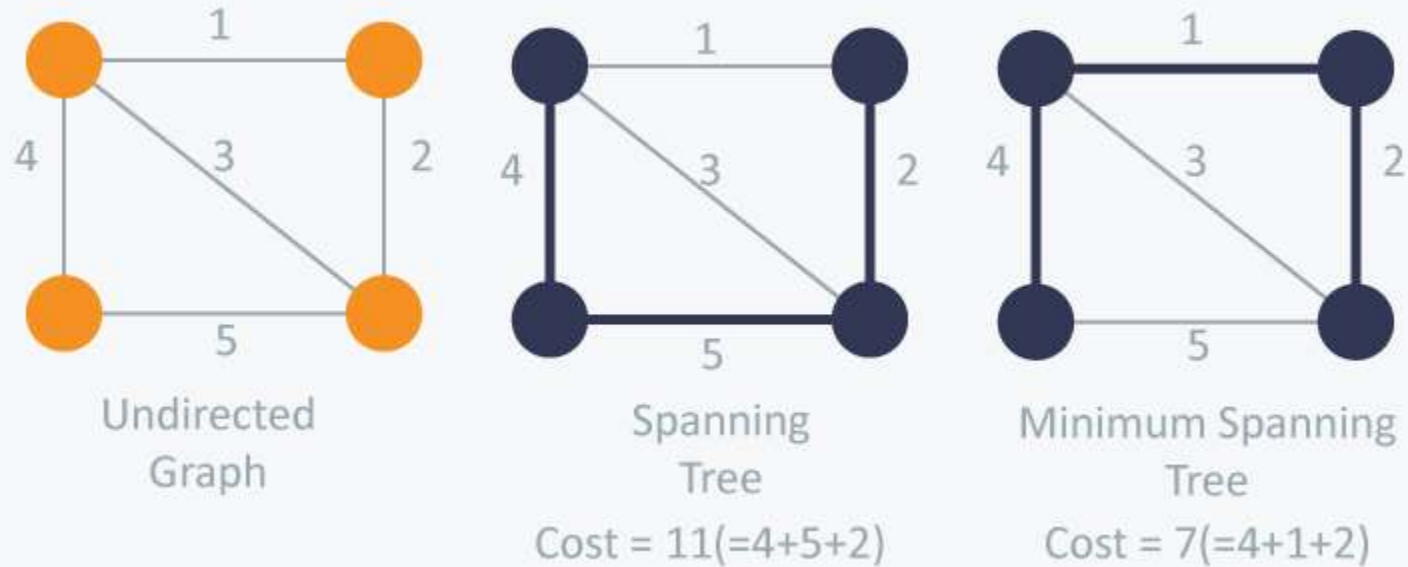 1
4
3
2
5
Undirected
Graph
1
4
3
2
5
Spanning
Tree
Cost = 11(=4+5+2)
1
4
3
2
5
Minimum Spanning
Tree
Cost = 7(=4+1+2)